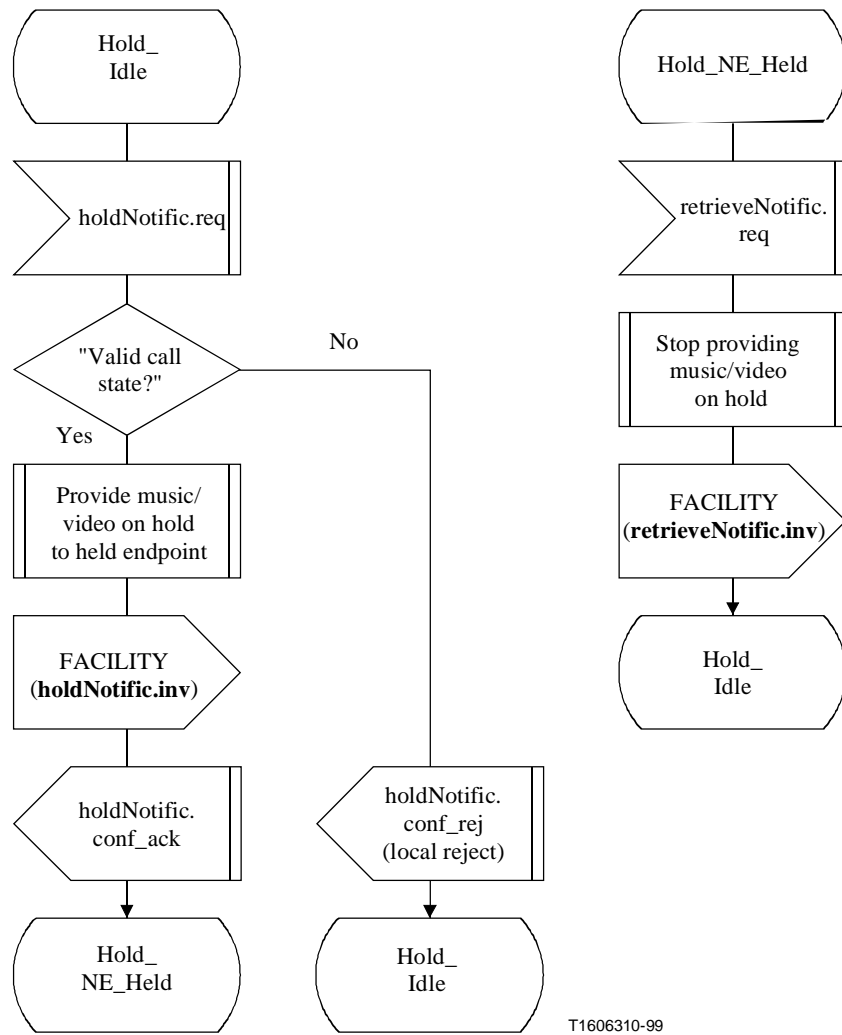 Hold_
Idle
holdNotific.req
"Valid call
state?"
No
Yes
Provide music/
video on hold
to held endpoint
FACILITY
(holdNotific.inv)
holdNotific.
conf_ack
Hold_
NE_Held
holdNotific.
conf_rej
(local reject)
Hold_
Idle
Hold_NE_Held
retrieveNotific.
req
Stop providing
music/video
on hold
FACILITY
(retrieveNotific.inv)
Hold_
Idle
T1606310-99